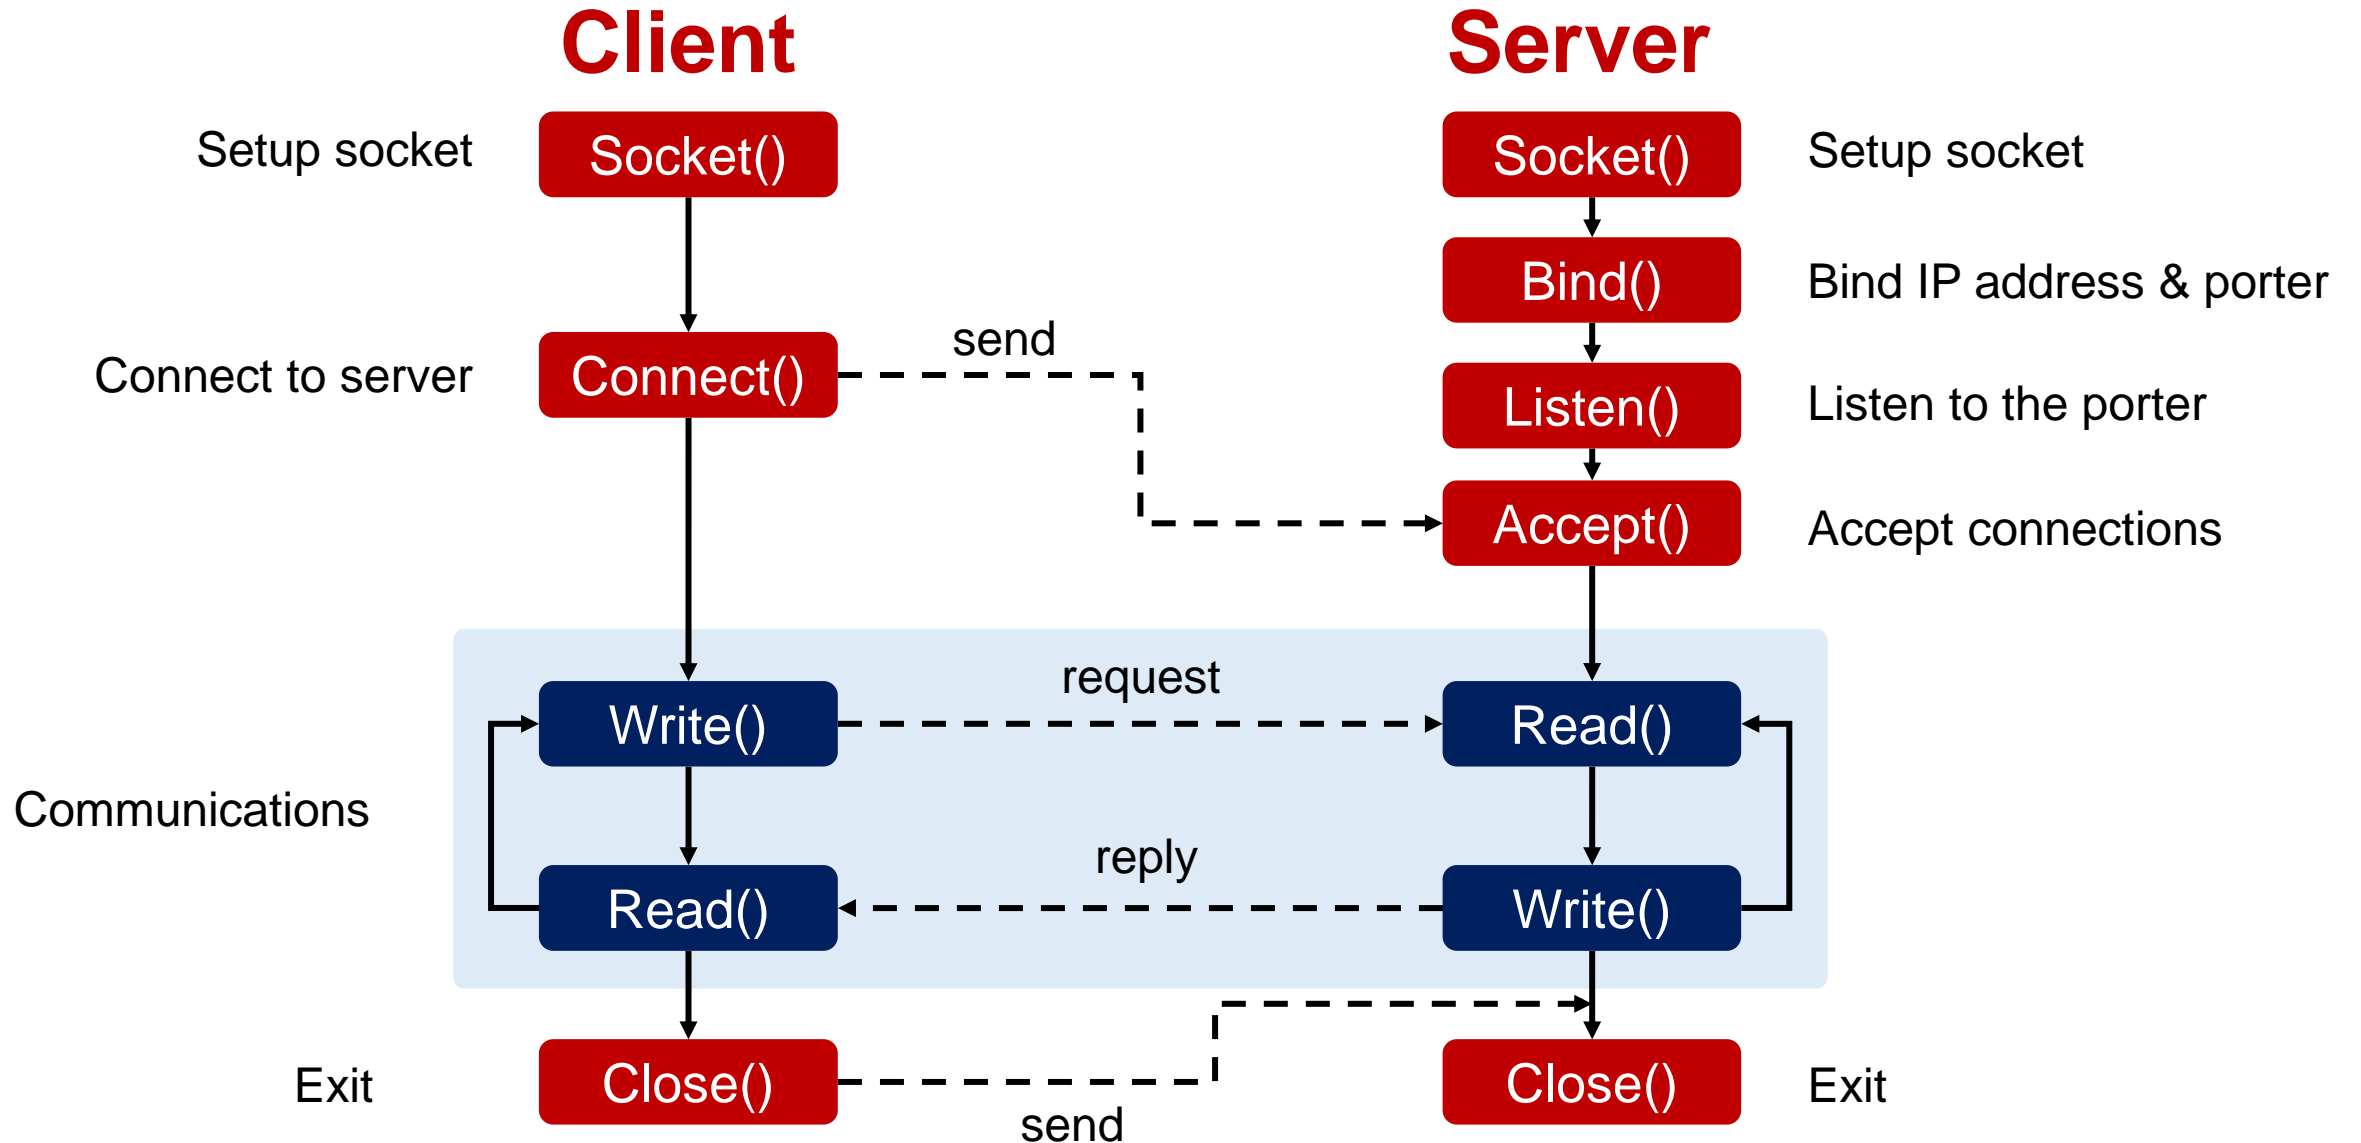 Client
Server
Setup socket
Socket()
Socket()
Setup socket
Bind()
Bind IP address & porter
send
Connect to server
Connect()
Listen()
Listen to the porter
Accept()
Accept connections
request
Write()
Read()
Communications
reply
Read()
Write()
Exit
Close()
Close()
Exit
send